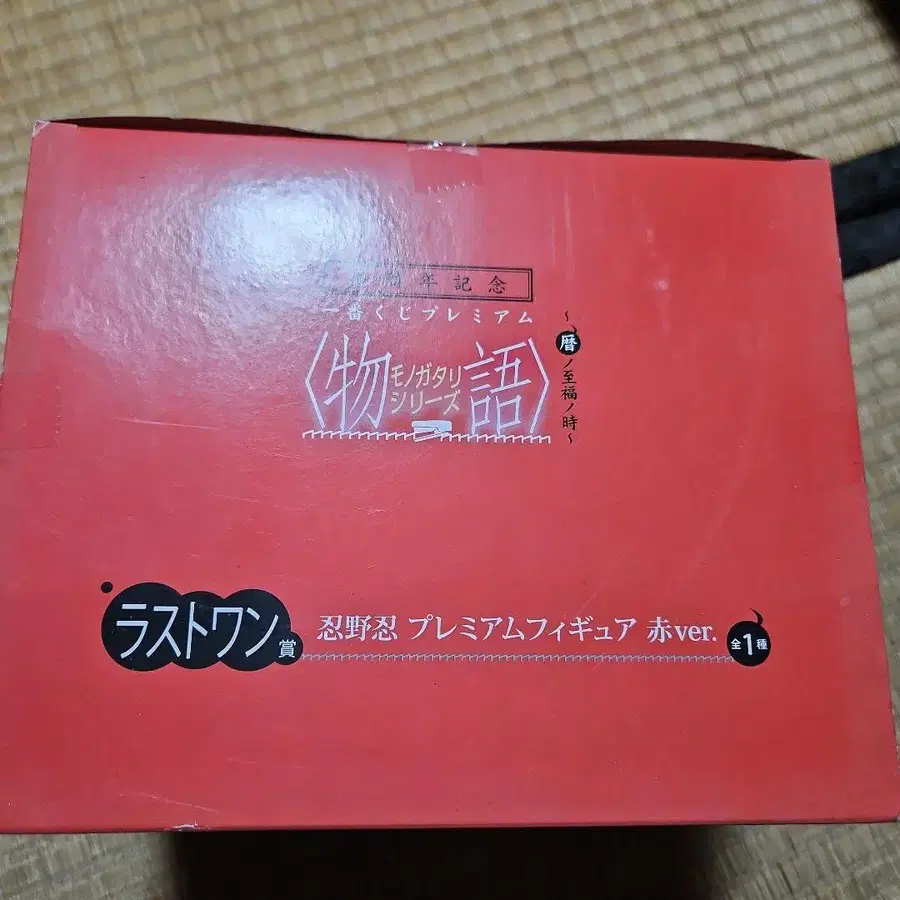 周年記念
一番くじプレミアム
〈物語〉
モノガタリ
シリーズ
～暦ノ至福ノ時～
ラストワン賞
忍野忍 プレミアムフィギュア 赤ver.
全1種